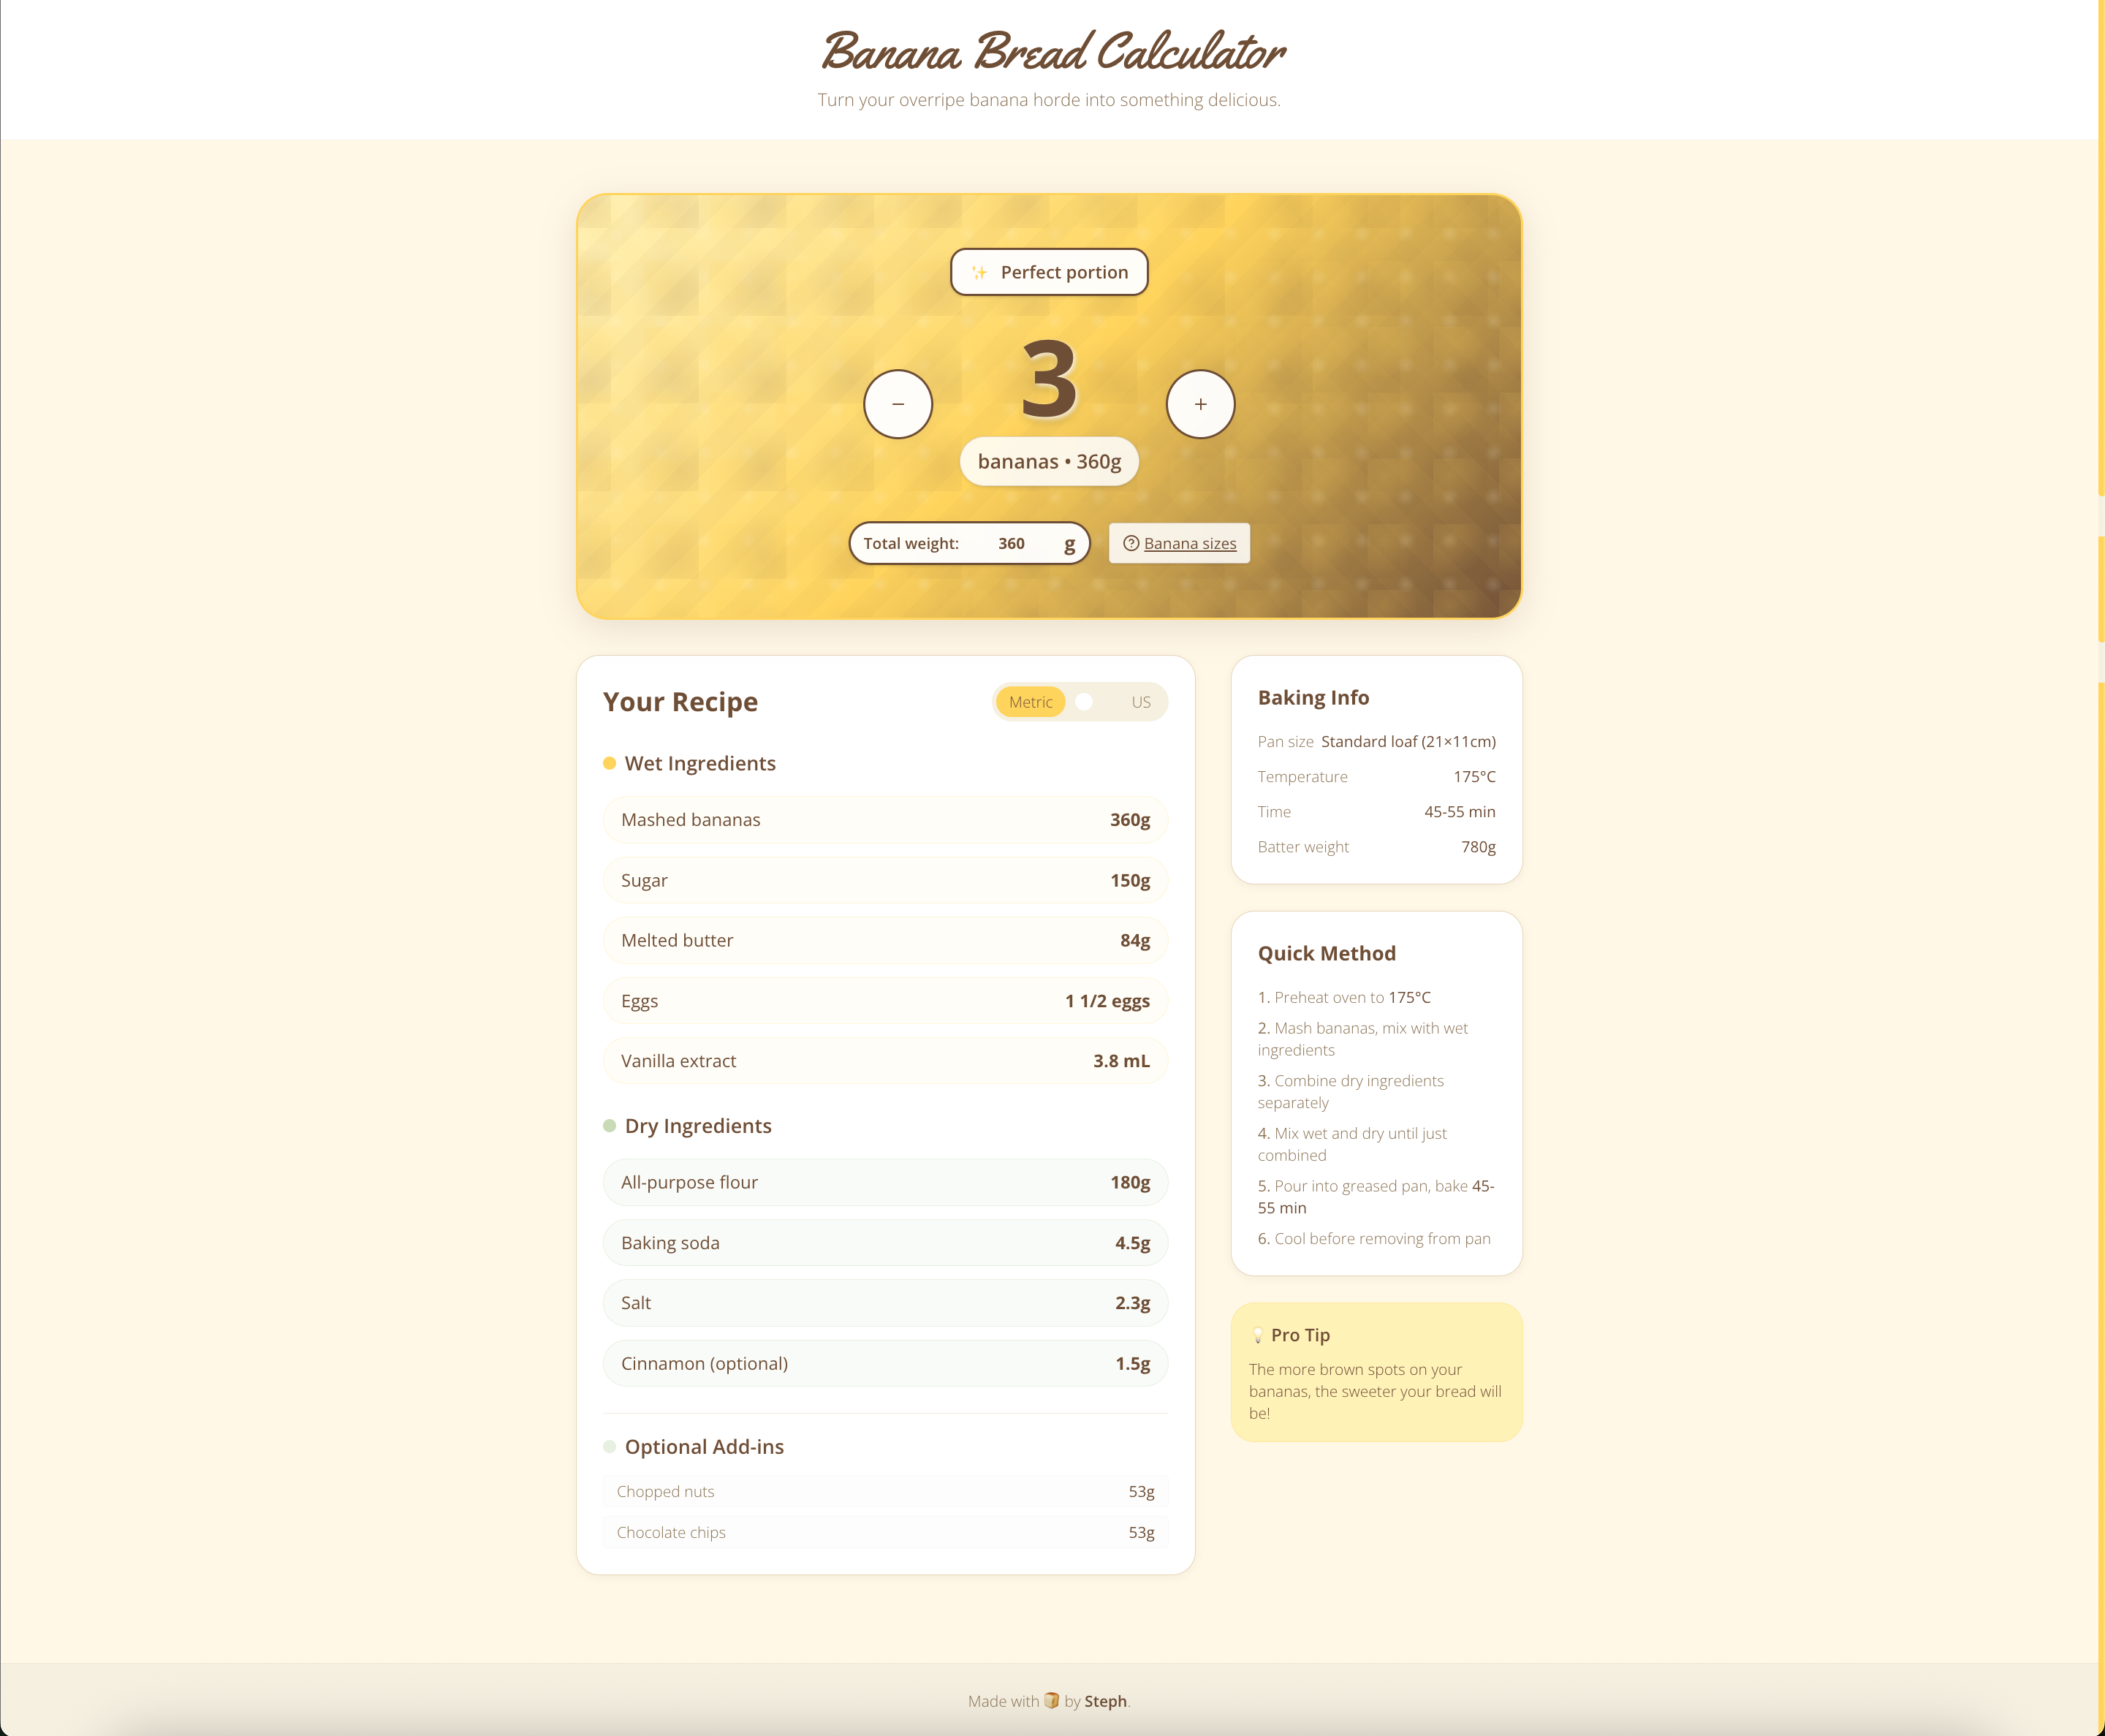 Banana Bread Calculator
Turn your overripe banana horde into something delicious.
✨ Perfect portion
−
3
+
bananas • 360g
Total weight: 360 g
Banana sizes
Your Recipe
Metric US
Wet Ingredients
Mashed bananas 360g
Sugar 150g
Melted butter 84g
Eggs 1 1/2 eggs
Vanilla extract 3.8 mL
Dry Ingredients
All-purpose flour 180g
Baking soda 4.5g
Salt 2.3g
Cinnamon (optional) 1.5g
Optional Add-ins
Chopped nuts 53g
Chocolate chips 53g
Baking Info
Pan size Standard loaf (21×11cm)
Temperature 175°C
Time 45-55 min
Batter weight 780g
Quick Method
1. Preheat oven to 175°C
2. Mash bananas, mix with wet
ingredients
3. Combine dry ingredients
separately
4. Mix wet and dry until just
combined
5. Pour into greased pan, bake 45-
55 min
6. Cool before removing from pan
💡 Pro Tip
The more brown spots on your
bananas, the sweeter your bread will
be!
Made with 🍞 by Steph.